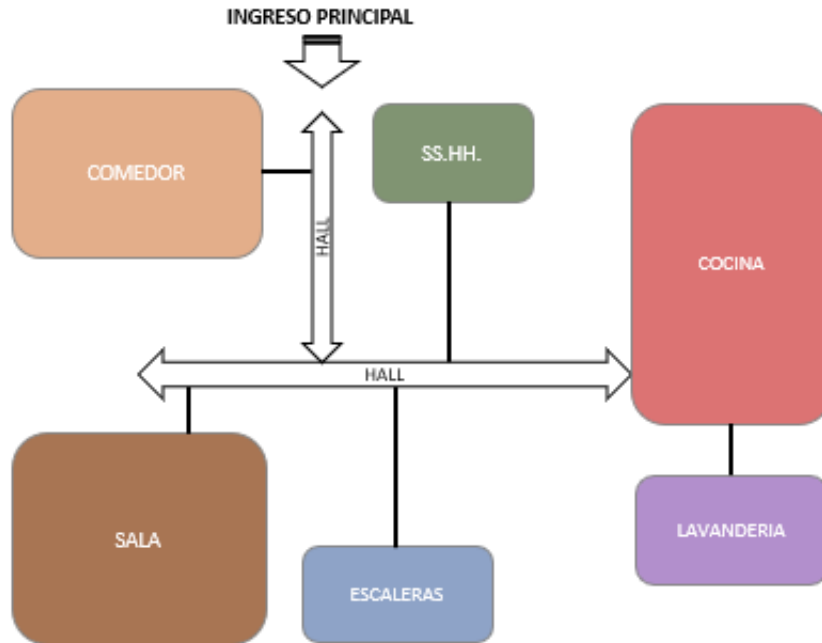 INGRESO PRINCIPAL
COMEDOR
SS.HH.
HALL
COCINA
HALL
SALA
ESCALERAS
LAVANDERIA